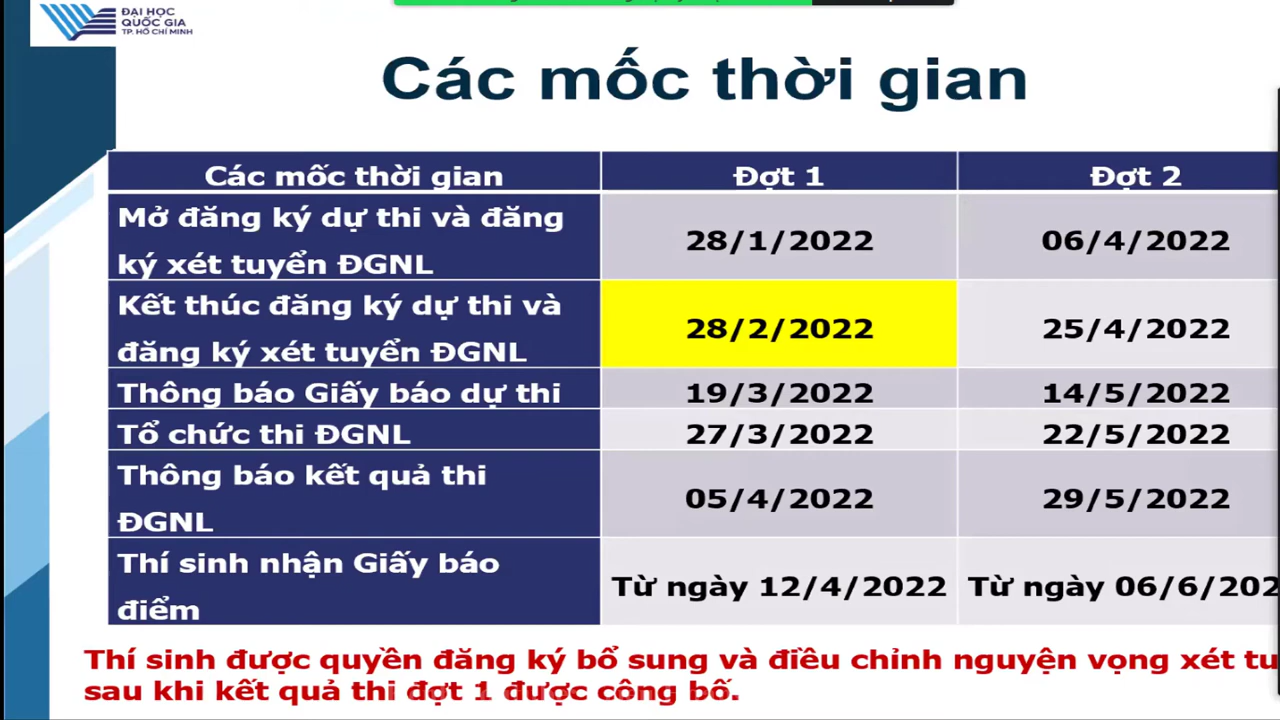 ĐẠI HỌC
QUỐC GIA
TP. HỒ CHÍ MINH
Các mốc thời gian
Các mốc thời gian
Đợt 1
Đợt 2
Mở đăng ký dự thi và đăng
ký xét tuyển ĐGNL
28/1/2022
06/4/2022
Kết thúc đăng ký dự thi và
đăng ký xét tuyển ĐGNL
28/2/2022
25/4/2022
Thông báo Giấy báo dự thi
19/3/2022
14/5/2022
Tổ chức thi ĐGNL
27/3/2022
22/5/2022
Thông báo kết quả thi
ĐGNL
05/4/2022
29/5/2022
Thí sinh nhận Giấy báo
điểm
Từ ngày 12/4/2022
Từ ngày 06/6/202
Thí sinh được quyền đăng ký bổ sung và điều chỉnh nguyện vọng xét tu
sau khi kết quả thi đợt 1 được công bố.